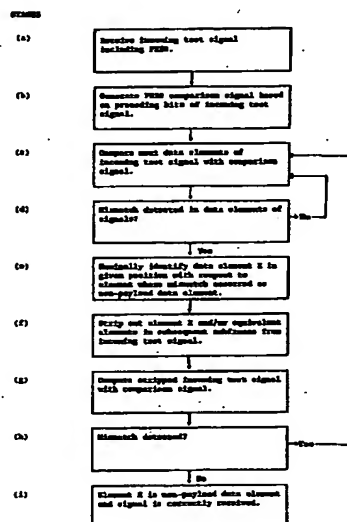 STAGES
(a)
Receive incoming test signal
including PRBS.
(b)
Generate PRBS comparison signal based
on preceding bits of incoming test
signal.
(c)
Compare next data elements of
incoming test signal with comparison
signal.
(d)
Mismatch detected in data elements of
signals?
No
Yes
(e)
Nominally identify data element X in
given position with respect to
element where mismatch occurred as
non-payload data element.
(f)
Strip out element X and/or equivalent
elements in subsequent subframes from
incoming test signal.
(g)
Compare stripped incoming test signal
with comparison signal.
(h)
Mismatch detected?
Yes
No
(i)
Element X is non-payload data element
and signal is correctly received.